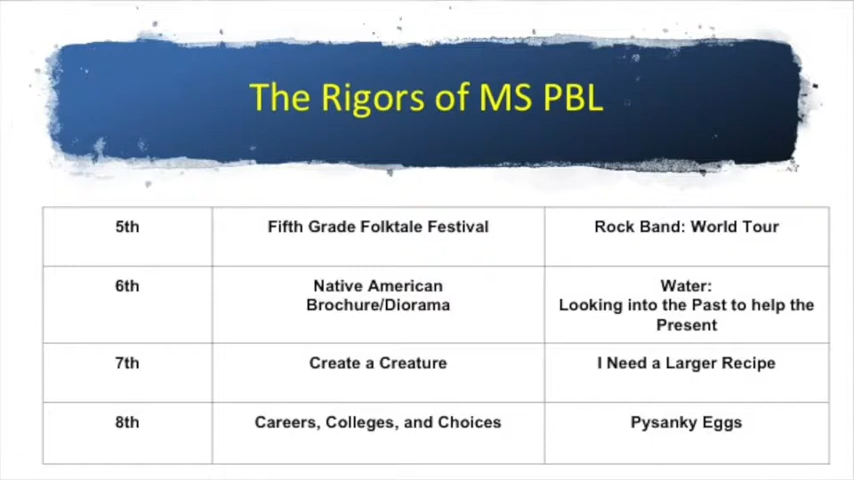 The Rigors of MS PBL
5th
Fifth Grade Folktale Festival
Rock Band: World Tour
6th
Native American
Brochure/Diorama
Water:
Looking into the Past to help the
Present
7th
Create a Creature
I Need a Larger Recipe
8th
Careers, Colleges, and Choices
Pysanky Eggs